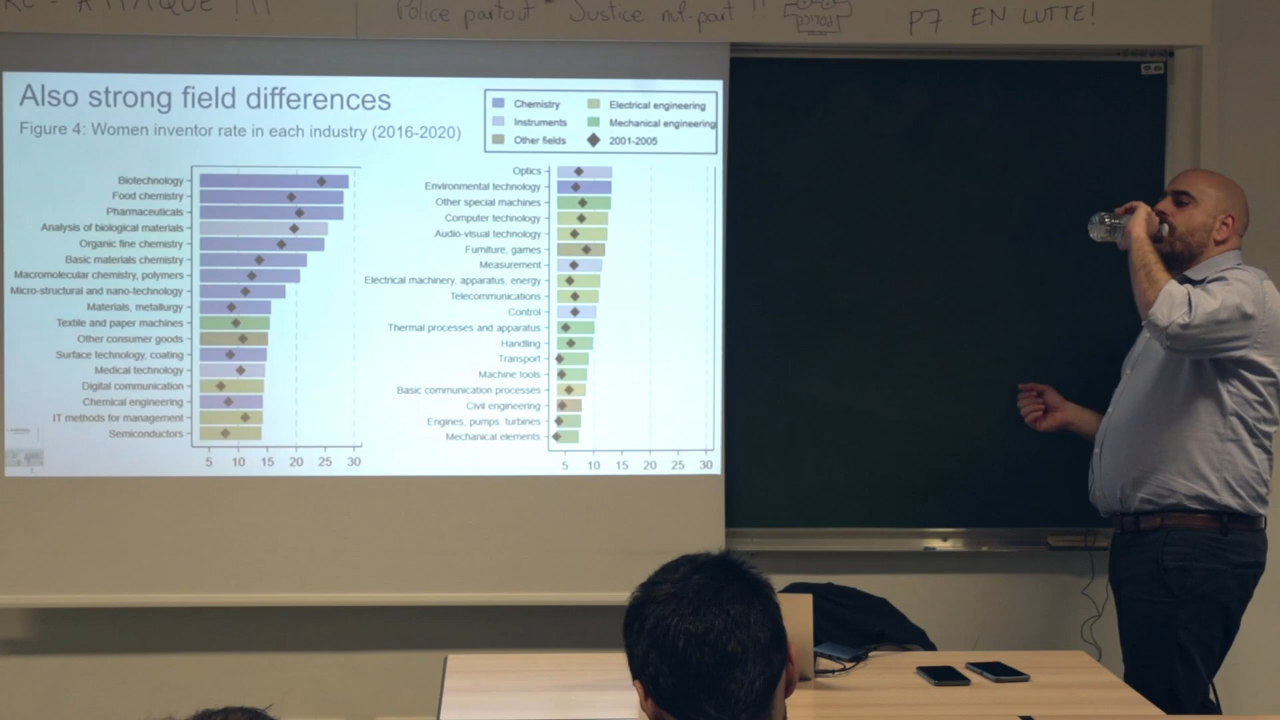 ATTAQUE !!!
Police partout Justice nul-part !!
POLICE
P7 EN LUTTE!
Also strong field differences
Figure 4: Women inventor rate in each industry (2016-2020)
Chemistry
Electrical engineering
Instruments
Mechanical engineering
Other fields
2001-2005
Biotechnology
Food chemistry
Pharmaceuticals
Analysis of biological materials
Organic fine chemistry
Basic materials chemistry
Macromolecular chemistry, polymers
Micro-structural and nano-technology
Materials, metallurgy
Textile and paper machines
Other consumer goods
Surface technology, coating
Medical technology
Digital communication
Chemical engineering
IT methods for management
Semiconductors
5 10 15 20 25 30
Optics
Environmental technology
Other special machines
Computer technology
Audio-visual technology
Furniture, games
Measurement
Electrical machinery, apparatus, energy
Telecommunications
Control
Thermal processes and apparatus
Handling
Transport
Machine tools
Basic communication processes
Civil engineering
Engines, pumps, turbines
Mechanical elements
5 10 15 20 25 30